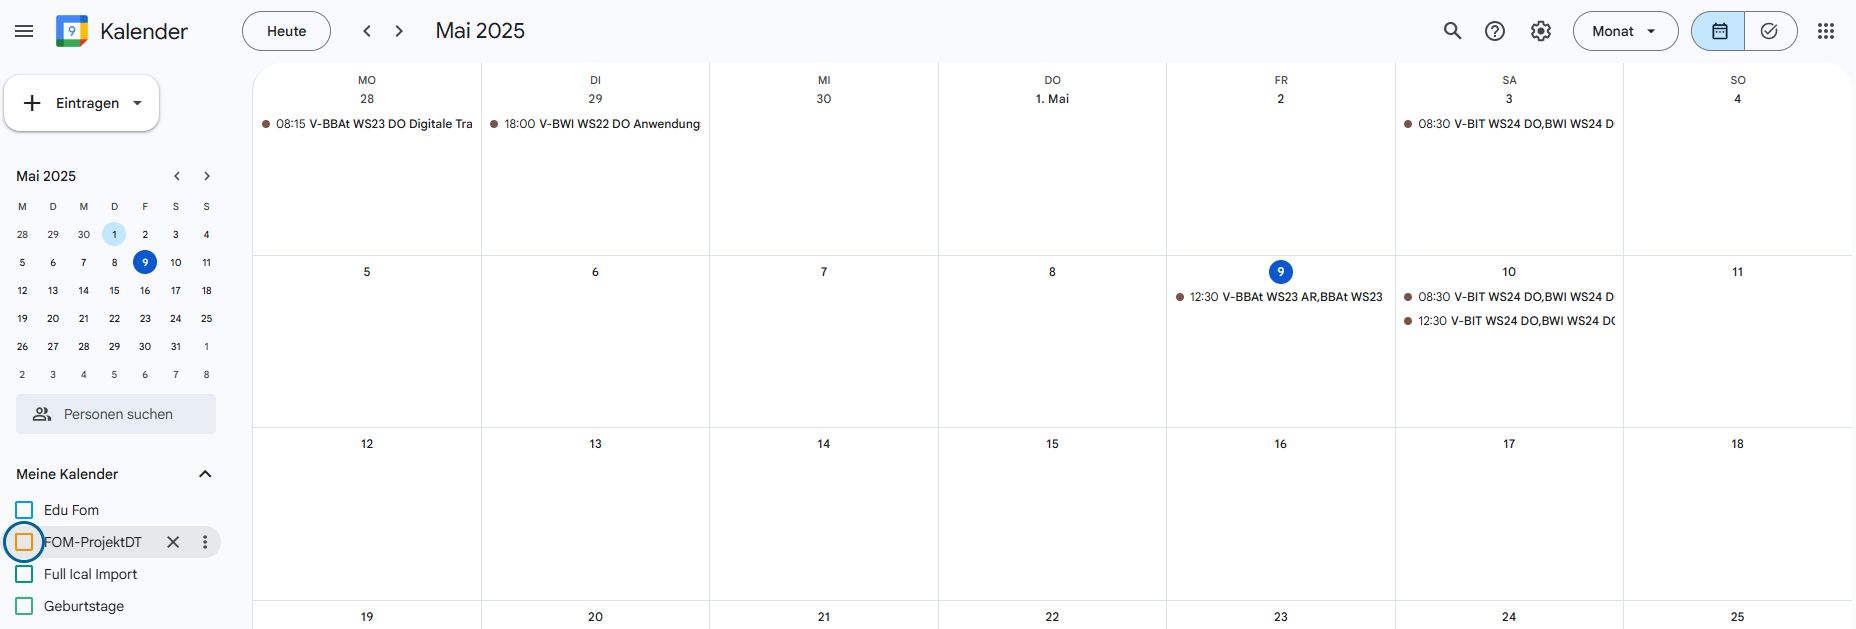 9 Kalender
Heute
Mai 2025
Monat
Eintragen
Mai 2025
M D M D F S S
28 29 30 1 2 3 4
5 6 7 8 9 10 11
12 13 14 15 16 17 18
19 20 21 22 23 24 25
26 27 28 29 30 31 1
2 3 4 5 6 7 8
Personen suchen
Meine Kalender
Edu Fom
FOM-ProjektDT
Full Ical Import
Geburtstage
MO DI MI DO FR SA SO
28 29 30 1. Mai 2 3 4
08:15 V-BBAt WS23 DO Digitale Tra
18:00 V-BWI WS22 DO Anwendung
08:30 V-BIT WS24 DO,BWI WS24 D
5 6 7 8 9 10 11
12:30 V-BBAt WS23 AR,BBAt WS23
08:30 V-BIT WS24 DO,BWI WS24 D
12:30 V-BIT WS24 DO,BWI WS24 DO
12 13 14 15 16 17 18
19 20 21 22 23 24 25